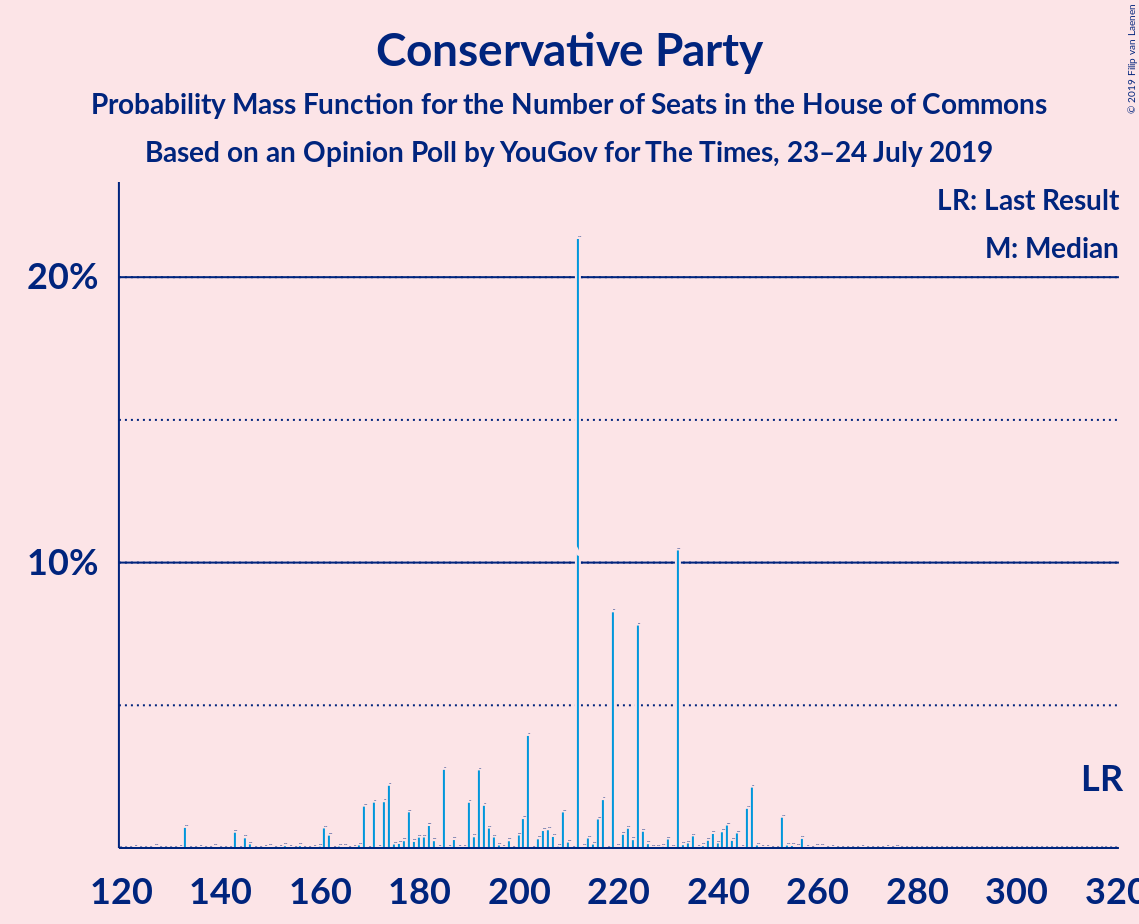 Conservative Party
Probability Mass Function for the Number of Seats in the House of Commons
Based on an Opinion Poll by YouGov for The Times, 23–24 July 2019
© 2019 Filip van Laenen
LR: Last Result
M: Median
20%
10%
LR
120 140 160 180 200 220 240 260 280 300 320